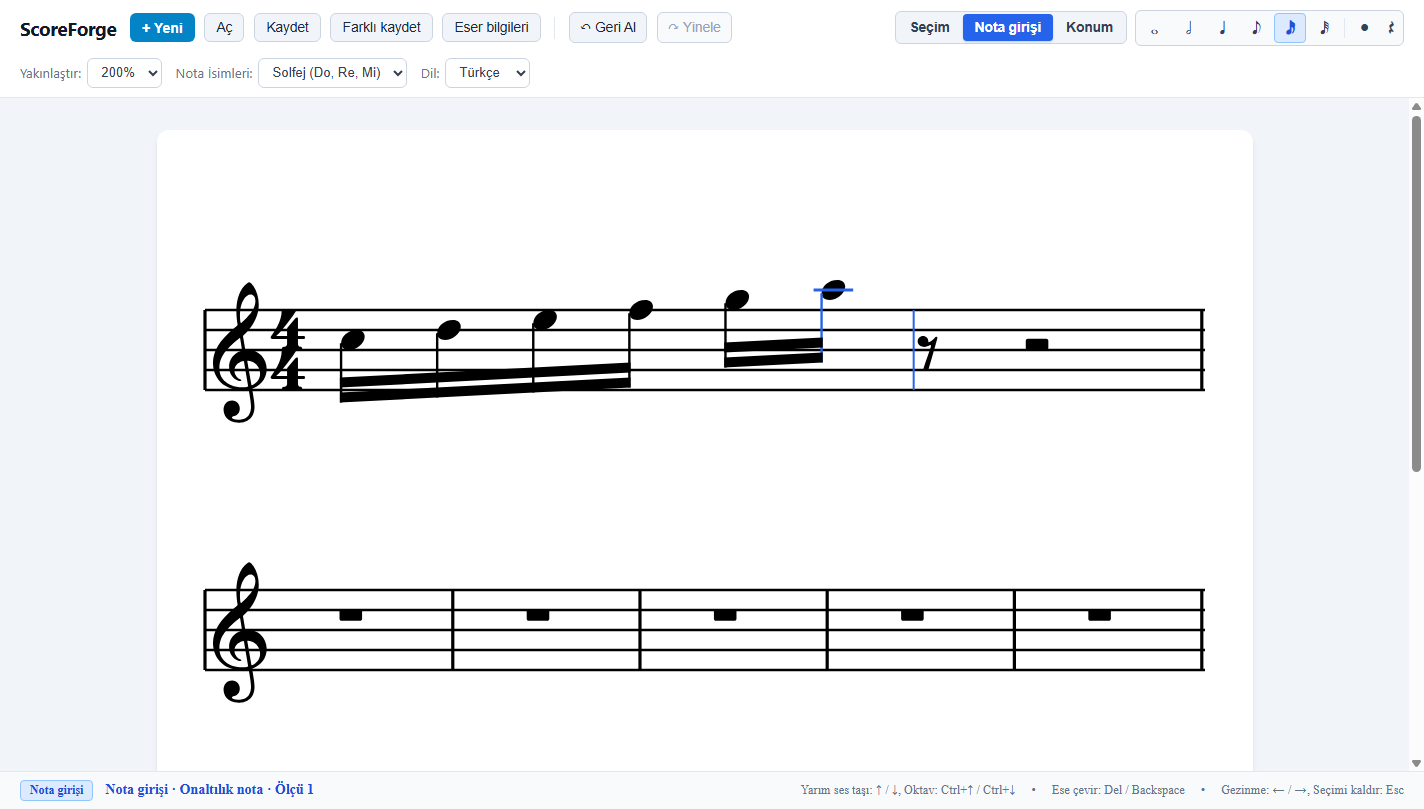 ScoreForge + Yeni Aç Kaydet Farklı kaydet Eser bilgileri ↶ Geri Al ↷ Yinele Seçim Nota girişi Konum
Yakınlaştır: 200% Nota İsimleri: Solfej (Do, Re, Mi) Dil: Türkçe
4
4
Nota girişi Nota girişi · Onaltılık nota · Ölçü 1 Yarım ses taşı: ↑ / ↓, Oktav: Ctrl+↑ / Ctrl+↓ • Ese çevir: Del / Backspace • Gezinme: ← / →, Seçimi kaldır: Esc